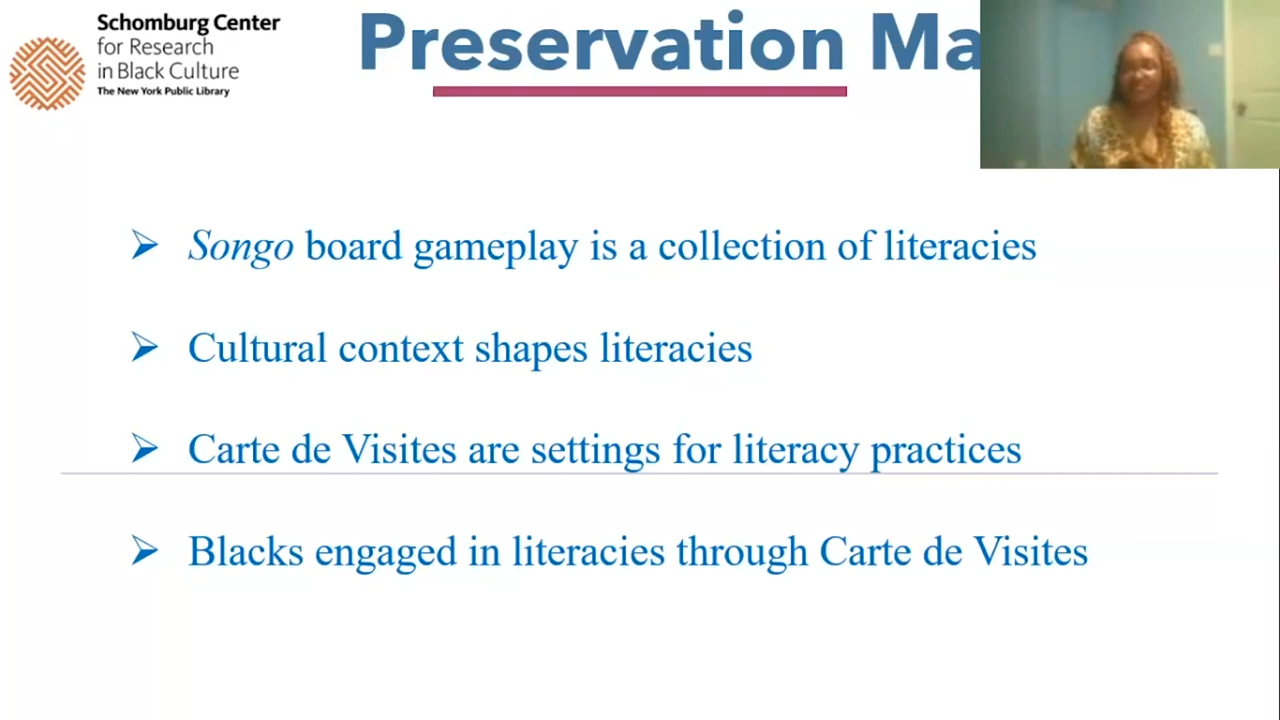 Schomburg Center
for Research
in Black Culture
The New York Public Library
Preservation Ma
Songo board gameplay is a collection of literacies
Cultural context shapes literacies
Carte de Visites are settings for literacy practices
Blacks engaged in literacies through Carte de Visites